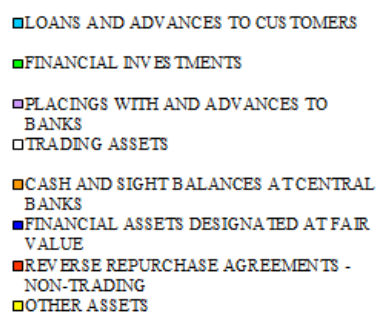 LOANS AND ADVANCES TO CUSTOMERS
FINANCIAL INVESTMENTS
PLACINGS WITH AND ADVANCES TO
BANKS
TRADING ASSETS
CASH AND SIGHT BALANCES AT CENTRAL
BANKS
FINANCIAL ASSETS DESIGNATED AT FAIR
VALUE
REVERSE REPURCHASE AGREEMENTS -
NON-TRADING
OTHER ASSETS